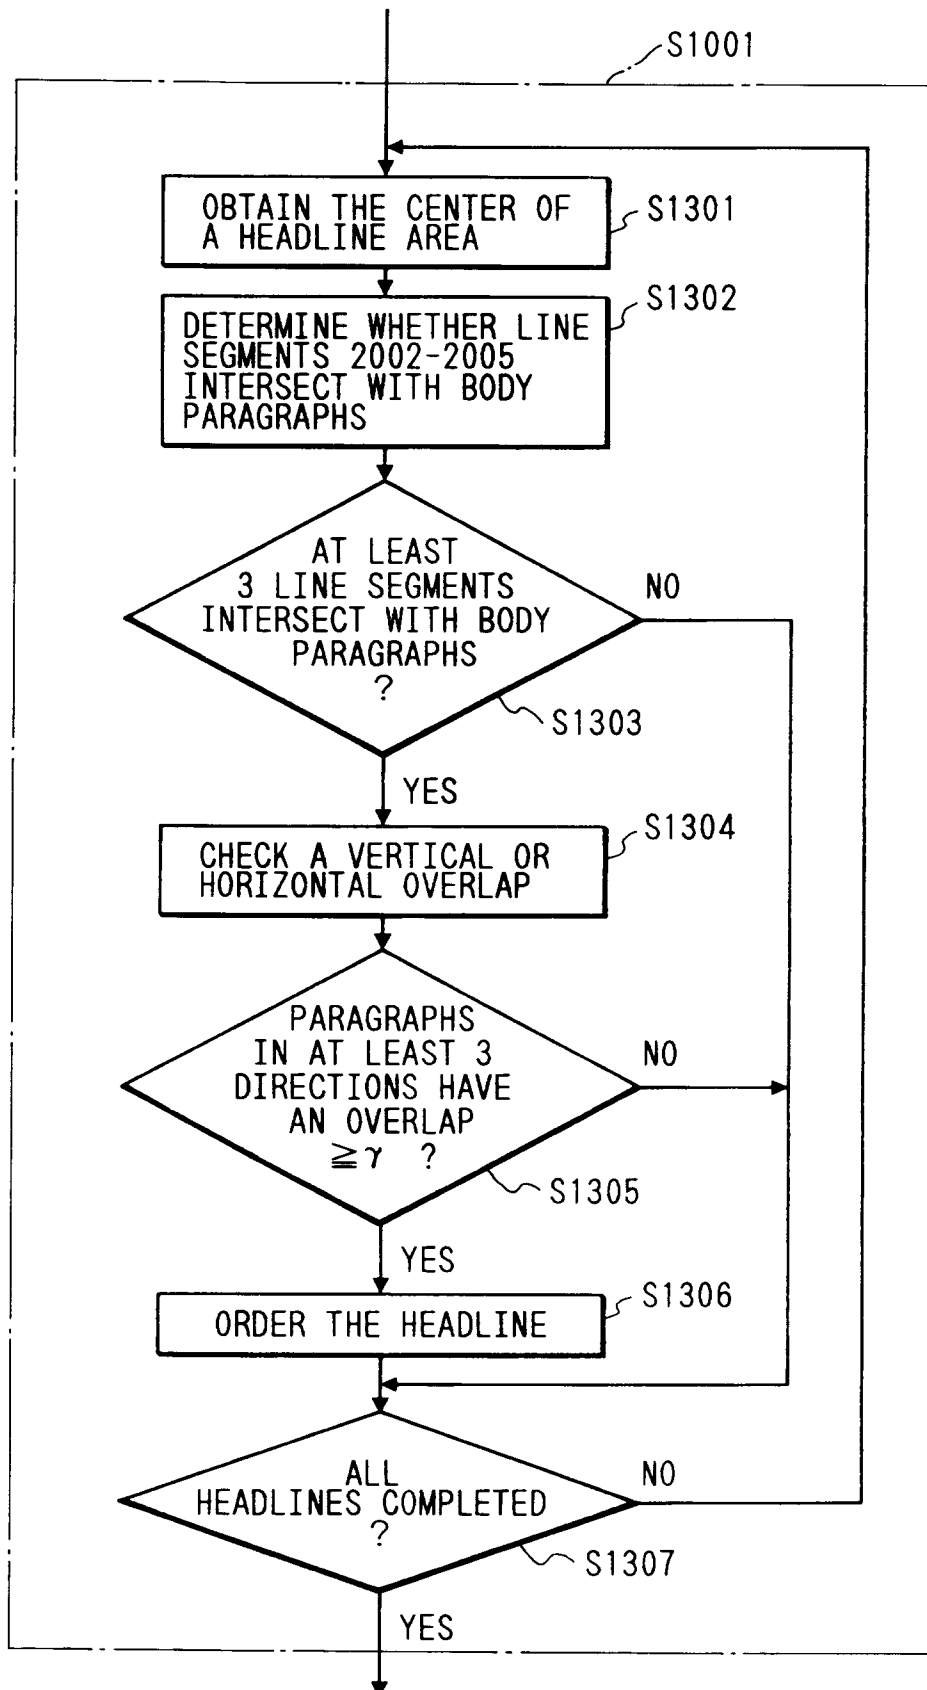 S1001
OBTAIN THE CENTER OF
A HEADLINE AREA
S1301
DETERMINE WHETHER LINE
SEGMENTS 2002-2005
INTERSECT WITH BODY
PARAGRAPHS
S1302
AT LEAST
3 LINE SEGMENTS
INTERSECT WITH BODY
PARAGRAPHS
?
NO
S1303
YES
CHECK A VERTICAL OR
HORIZONTAL OVERLAP
S1304
PARAGRAPHS
IN AT LEAST 3
DIRECTIONS HAVE
AN OVERLAP
≧γ ?
NO
S1305
YES
ORDER THE HEADLINE
S1306
ALL
HEADLINES COMPLETED
?
NO
S1307
YES